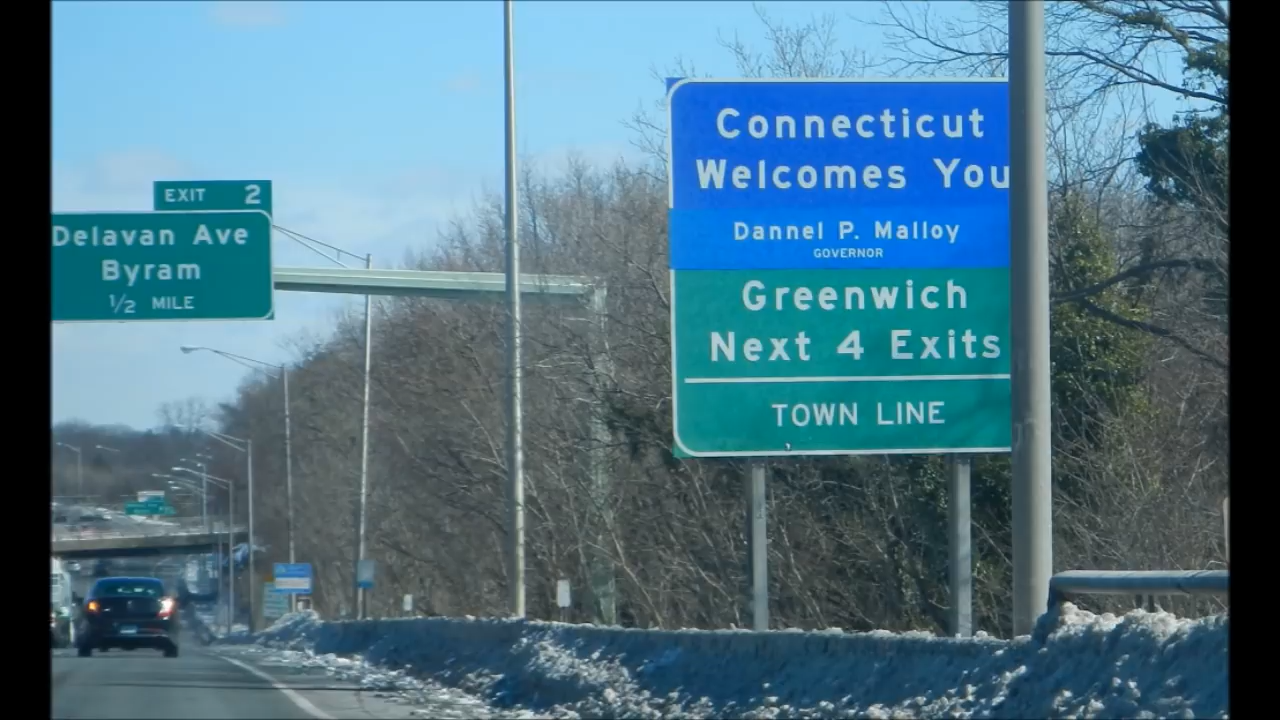 EXIT 2
Delavan Ave
Byram
½ MILE
Connecticut
Welcomes You
Dannel P. Malloy
GOVERNOR
Greenwich
Next 4 Exits
TOWN LINE